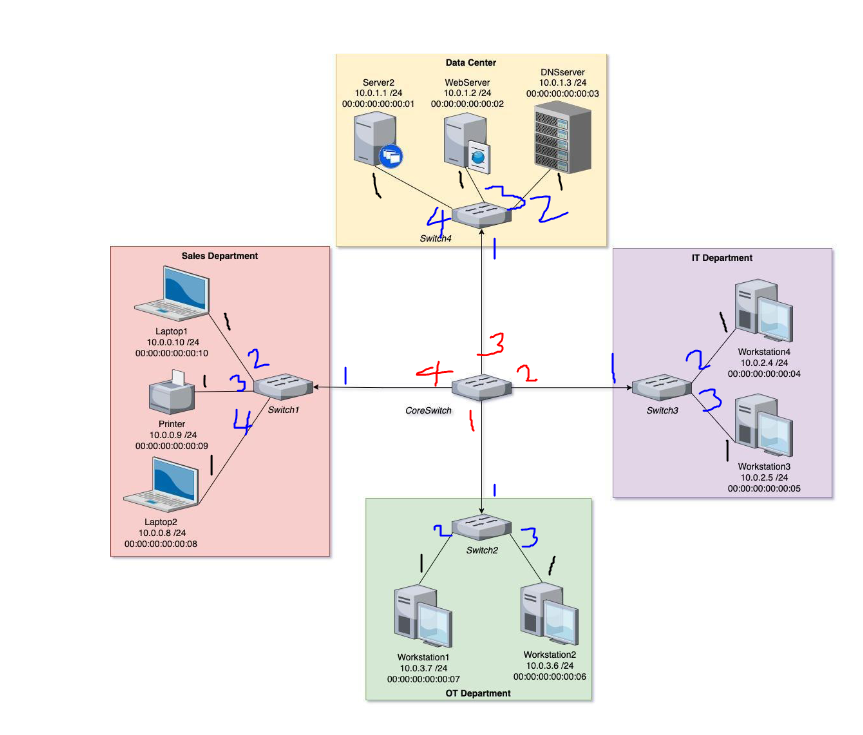 Data Center
Server2
10.0.1.1 /24
00:00:00:00:00:01
WebServer
10.0.1.2 /24
00:00:00:00:00:02
DNSserver
10.0.1.3 /24
00:00:00:00:00:03
1
1
1
4
3
2
Switch4
1
Sales Department
Laptop1
10.0.0.10 /24
00:00:00:00:00:10
1
2
Printer
10.0.0.9 /24
00:00:00:00:00:09
1
3
4
Switch1
1
Laptop2
10.0.0.8 /24
00:00:00:00:00:08
1
3
4
2
CoreSwitch
1
IT Department
1
Workstation4
10.0.2.4 /24
00:00:00:00:00:04
1
2
3
Switch3
1
Workstation3
10.0.2.5 /24
00:00:00:00:00:05
1
2
3
Switch2
1
1
Workstation1
10.0.3.7 /24
00:00:00:00:00:07
Workstation2
10.0.3.6 /24
00:00:00:00:00:06
OT Department